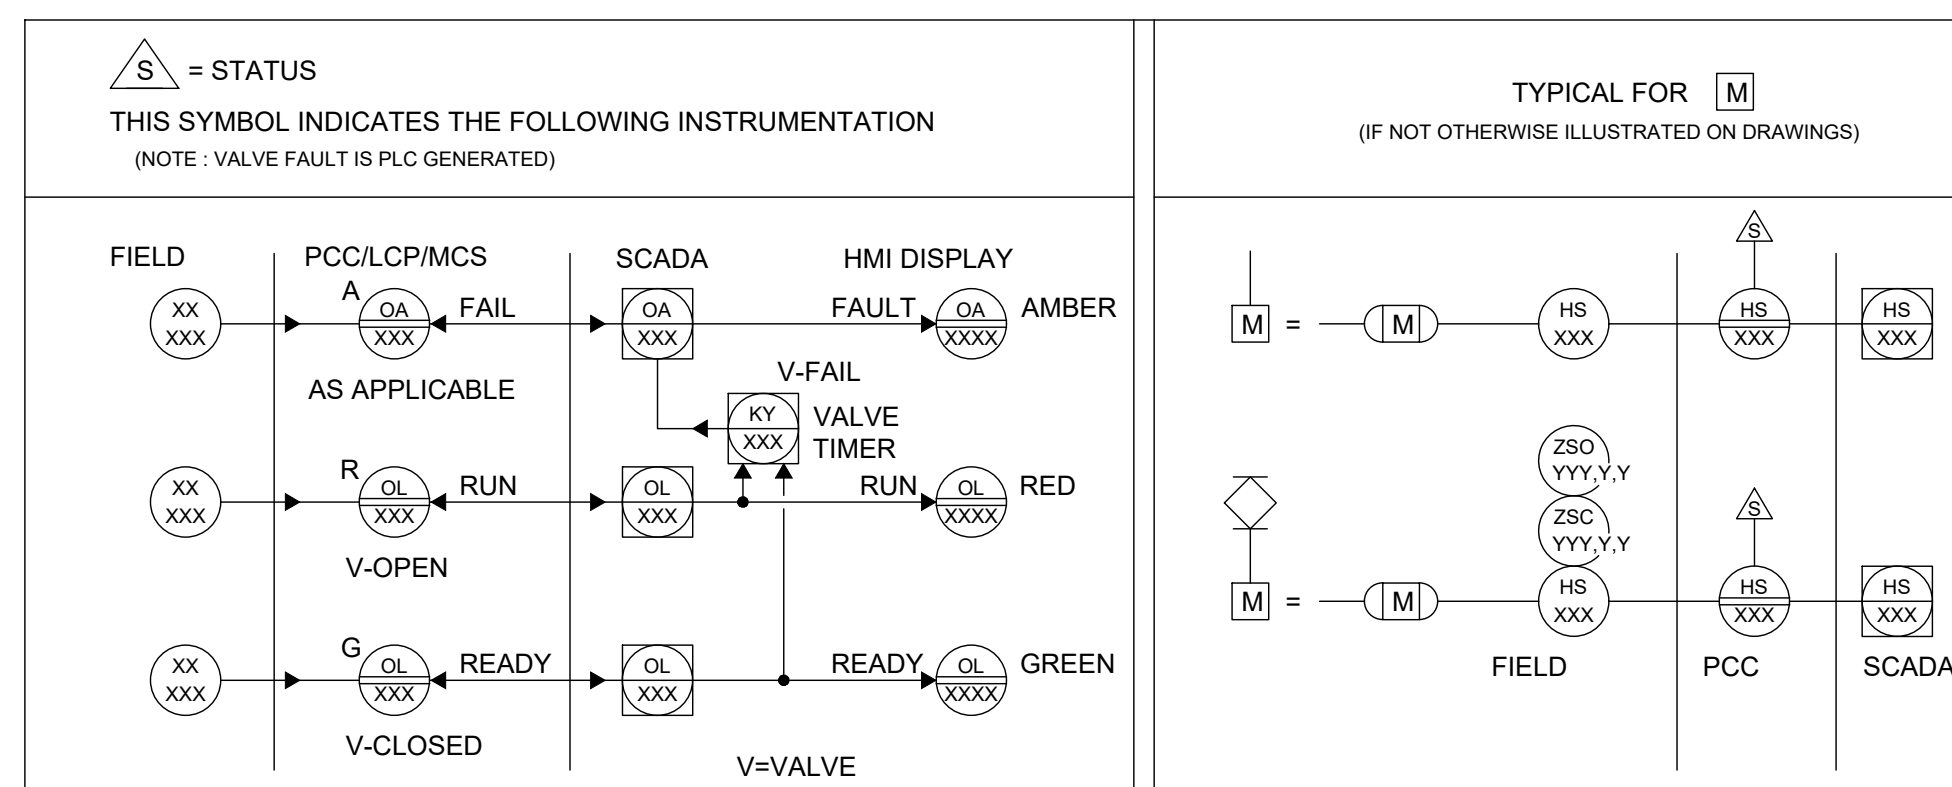 S = STATUS
THIS SYMBOL INDICATES THE FOLLOWING INSTRUMENTATION
(NOTE : VALVE FAULT IS PLC GENERATED)
FIELD PCC/LCP/MCS SCADA HMI DISPLAY
A
XX OA FAIL OA FAULT OA AMBER
XXX XXX XXX XXXX
V-FAIL
AS APPLICABLE
KY VALVE
XXX TIMER
R
XX OL RUN OL RUN OL RED
XXX XXX XXX XXXX
V-OPEN
G
XX OL READY OL READY OL GREEN
XXX XXX XXX XXXX
V-CLOSED
V=VALVE
TYPICAL FOR M
(IF NOT OTHERWISE ILLUSTRATED ON DRAWINGS)
S
M = M HS HS HS
XXX XXX XXX
ZSO
YYY,Y,Y
S
ZSC
YYY,Y,Y
M = M HS HS HS
XXX XXX XXX
FIELD PCC SCADA